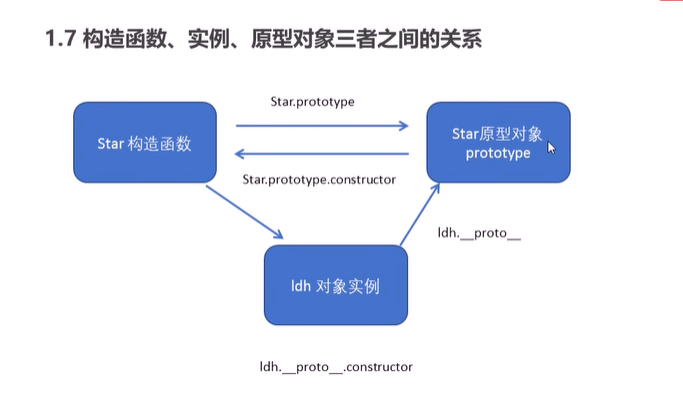 1.7 构造函数、实例、原型对象三者之间的关系
Star.prototype
Star 构造函数
Star原型对象
prototype
Star.prototype.constructor
ldh.__proto__
ldh 对象实例
ldh.__proto__.constructor